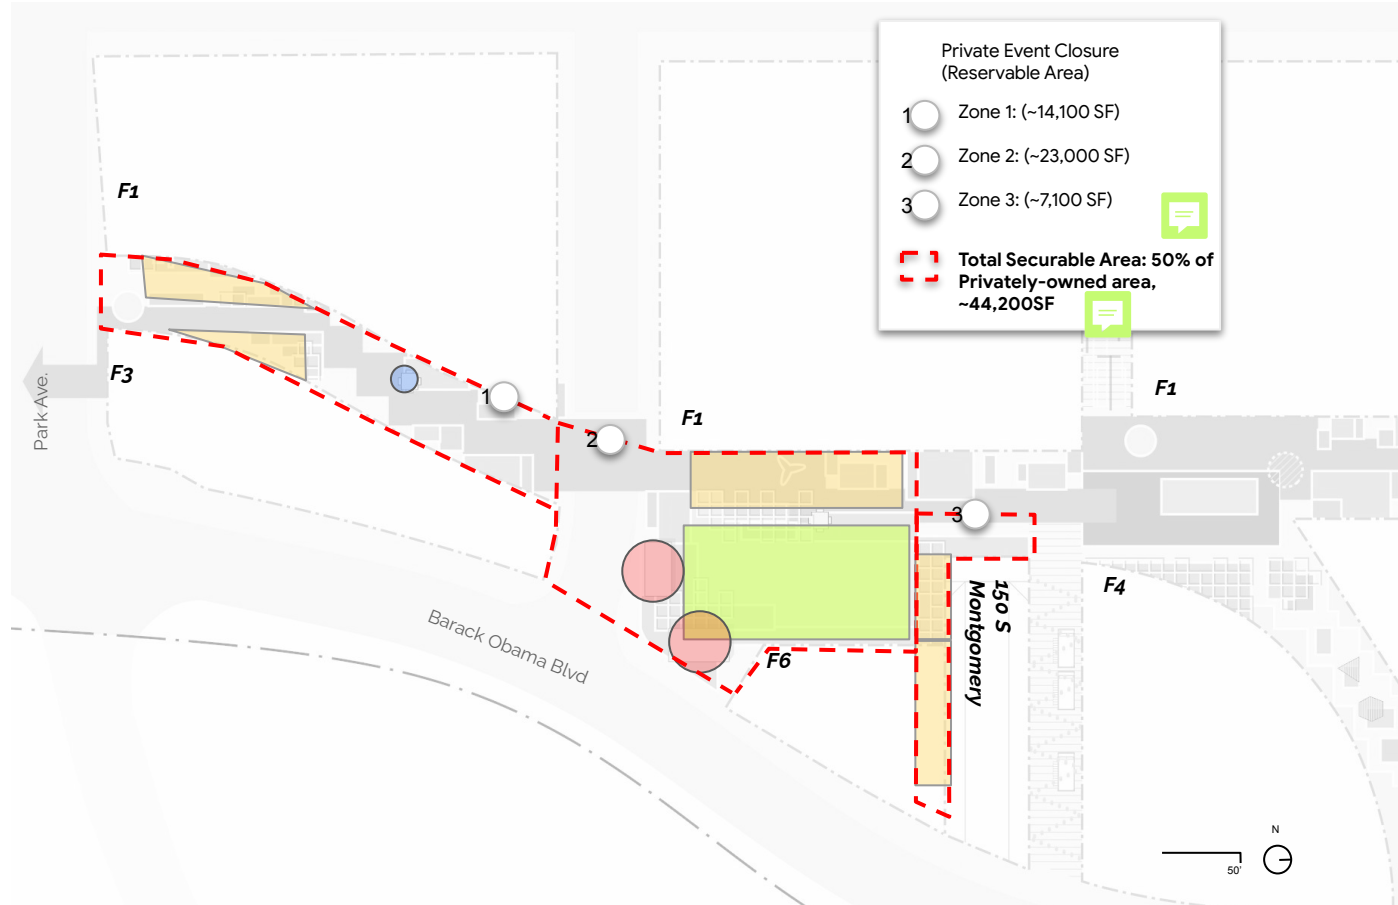 Private Event Closure
(Reservable Area)
1 Zone 1: (~14,100 SF)
2 Zone 2: (~23,000 SF)
3 Zone 3: (~7,100 SF)
Total Securable Area: 50% of
Privately-owned area,
~44,200SF
F1
F3
Park Ave.
1
2
F1
3
F1
F4
150 S
Montgomery
F6
Barack Obama Blvd
N
50'